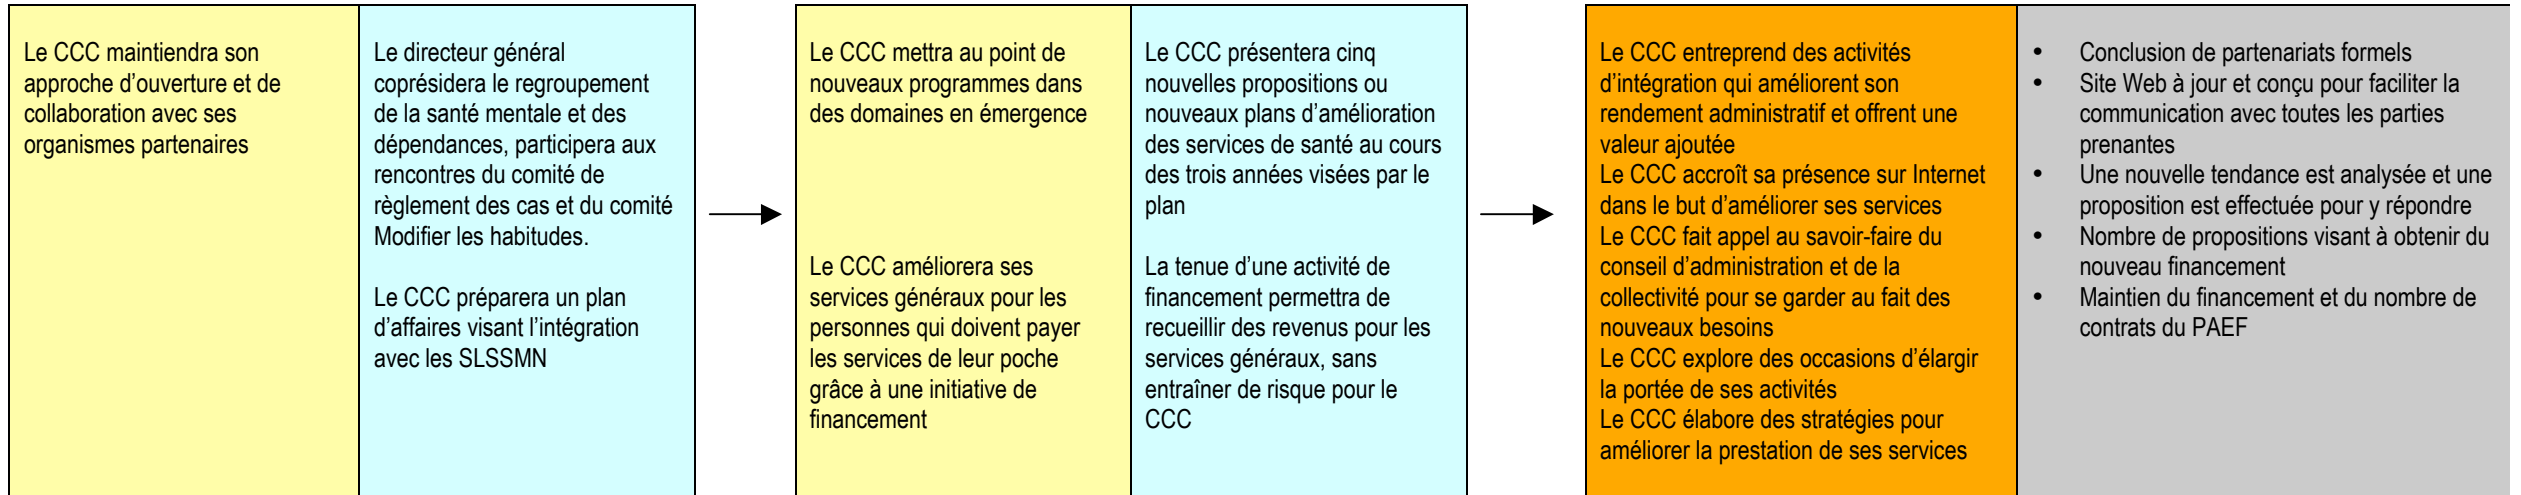 Le CCC maintiendra son
approche d’ouverture et de
collaboration avec ses
organismes partenaires
Le directeur général
coprésidera le regroupement
de la santé mentale et des
dépendances, participera aux
rencontres du comité de
règlement des cas et du comité
Modifier les habitudes.
Le CCC préparera un plan
d’affaires visant l’intégration
avec les SLSSMN
Le CCC mettra au point de
nouveaux programmes dans
des domaines en émergence
Le CCC améliorera ses
services généraux pour les
personnes qui doivent payer
les services de leur poche
grâce à une initiative de
financement
Le CCC présentera cinq
nouvelles propositions ou
nouveaux plans d’amélioration
des services de santé au cours
des trois années visées par le
plan
La tenue d’une activité de
financement permettra de
recueillir des revenus pour les
services généraux, sans
entraîner de risque pour le
CCC
Le CCC entreprend des activités
d’intégration qui améliorent son
rendement administratif et offrent une
valeur ajoutée
Le CCC accroît sa présence sur Internet
dans le but d’améliorer ses services
Le CCC fait appel au savoir-faire du
conseil d’administration et de la
collectivité pour se garder au fait des
nouveaux besoins
Le CCC explore des occasions d’élargir
la portée de ses activités
Le CCC élabore des stratégies pour
améliorer la prestation de ses services
• Conclusion de partenariats formels
• Site Web à jour et conçu pour faciliter la
communication avec toutes les parties
prenantes
• Une nouvelle tendance est analysée et une
proposition est effectuée pour y répondre
• Nombre de propositions visant à obtenir du
nouveau financement
• Maintien du financement et du nombre de
contrats du PAEF